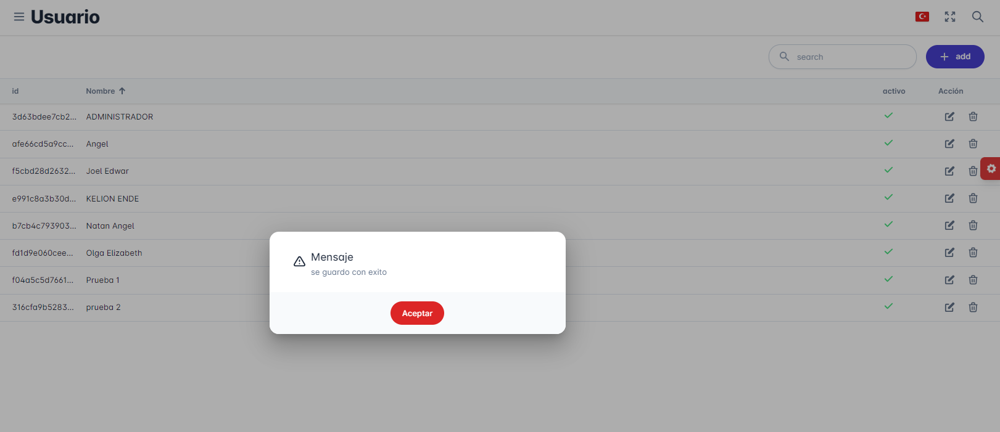 Usuario
search
add
id Nombre activo Acción
3d63bdee7cb2... ADMINISTRADOR
afe66cd5a9cc... Angel
f5cbd28d2632... Joel Edwar
e991c8a3b30d... KELION ENDE
b7cb4c793903... Natan Angel
fd1d9e060cee... Olga Elizabeth
f04a5c5d7661... Prueba 1
316cfa9b5283... prueba 2
Mensaje
se guardo con exito
Aceptar